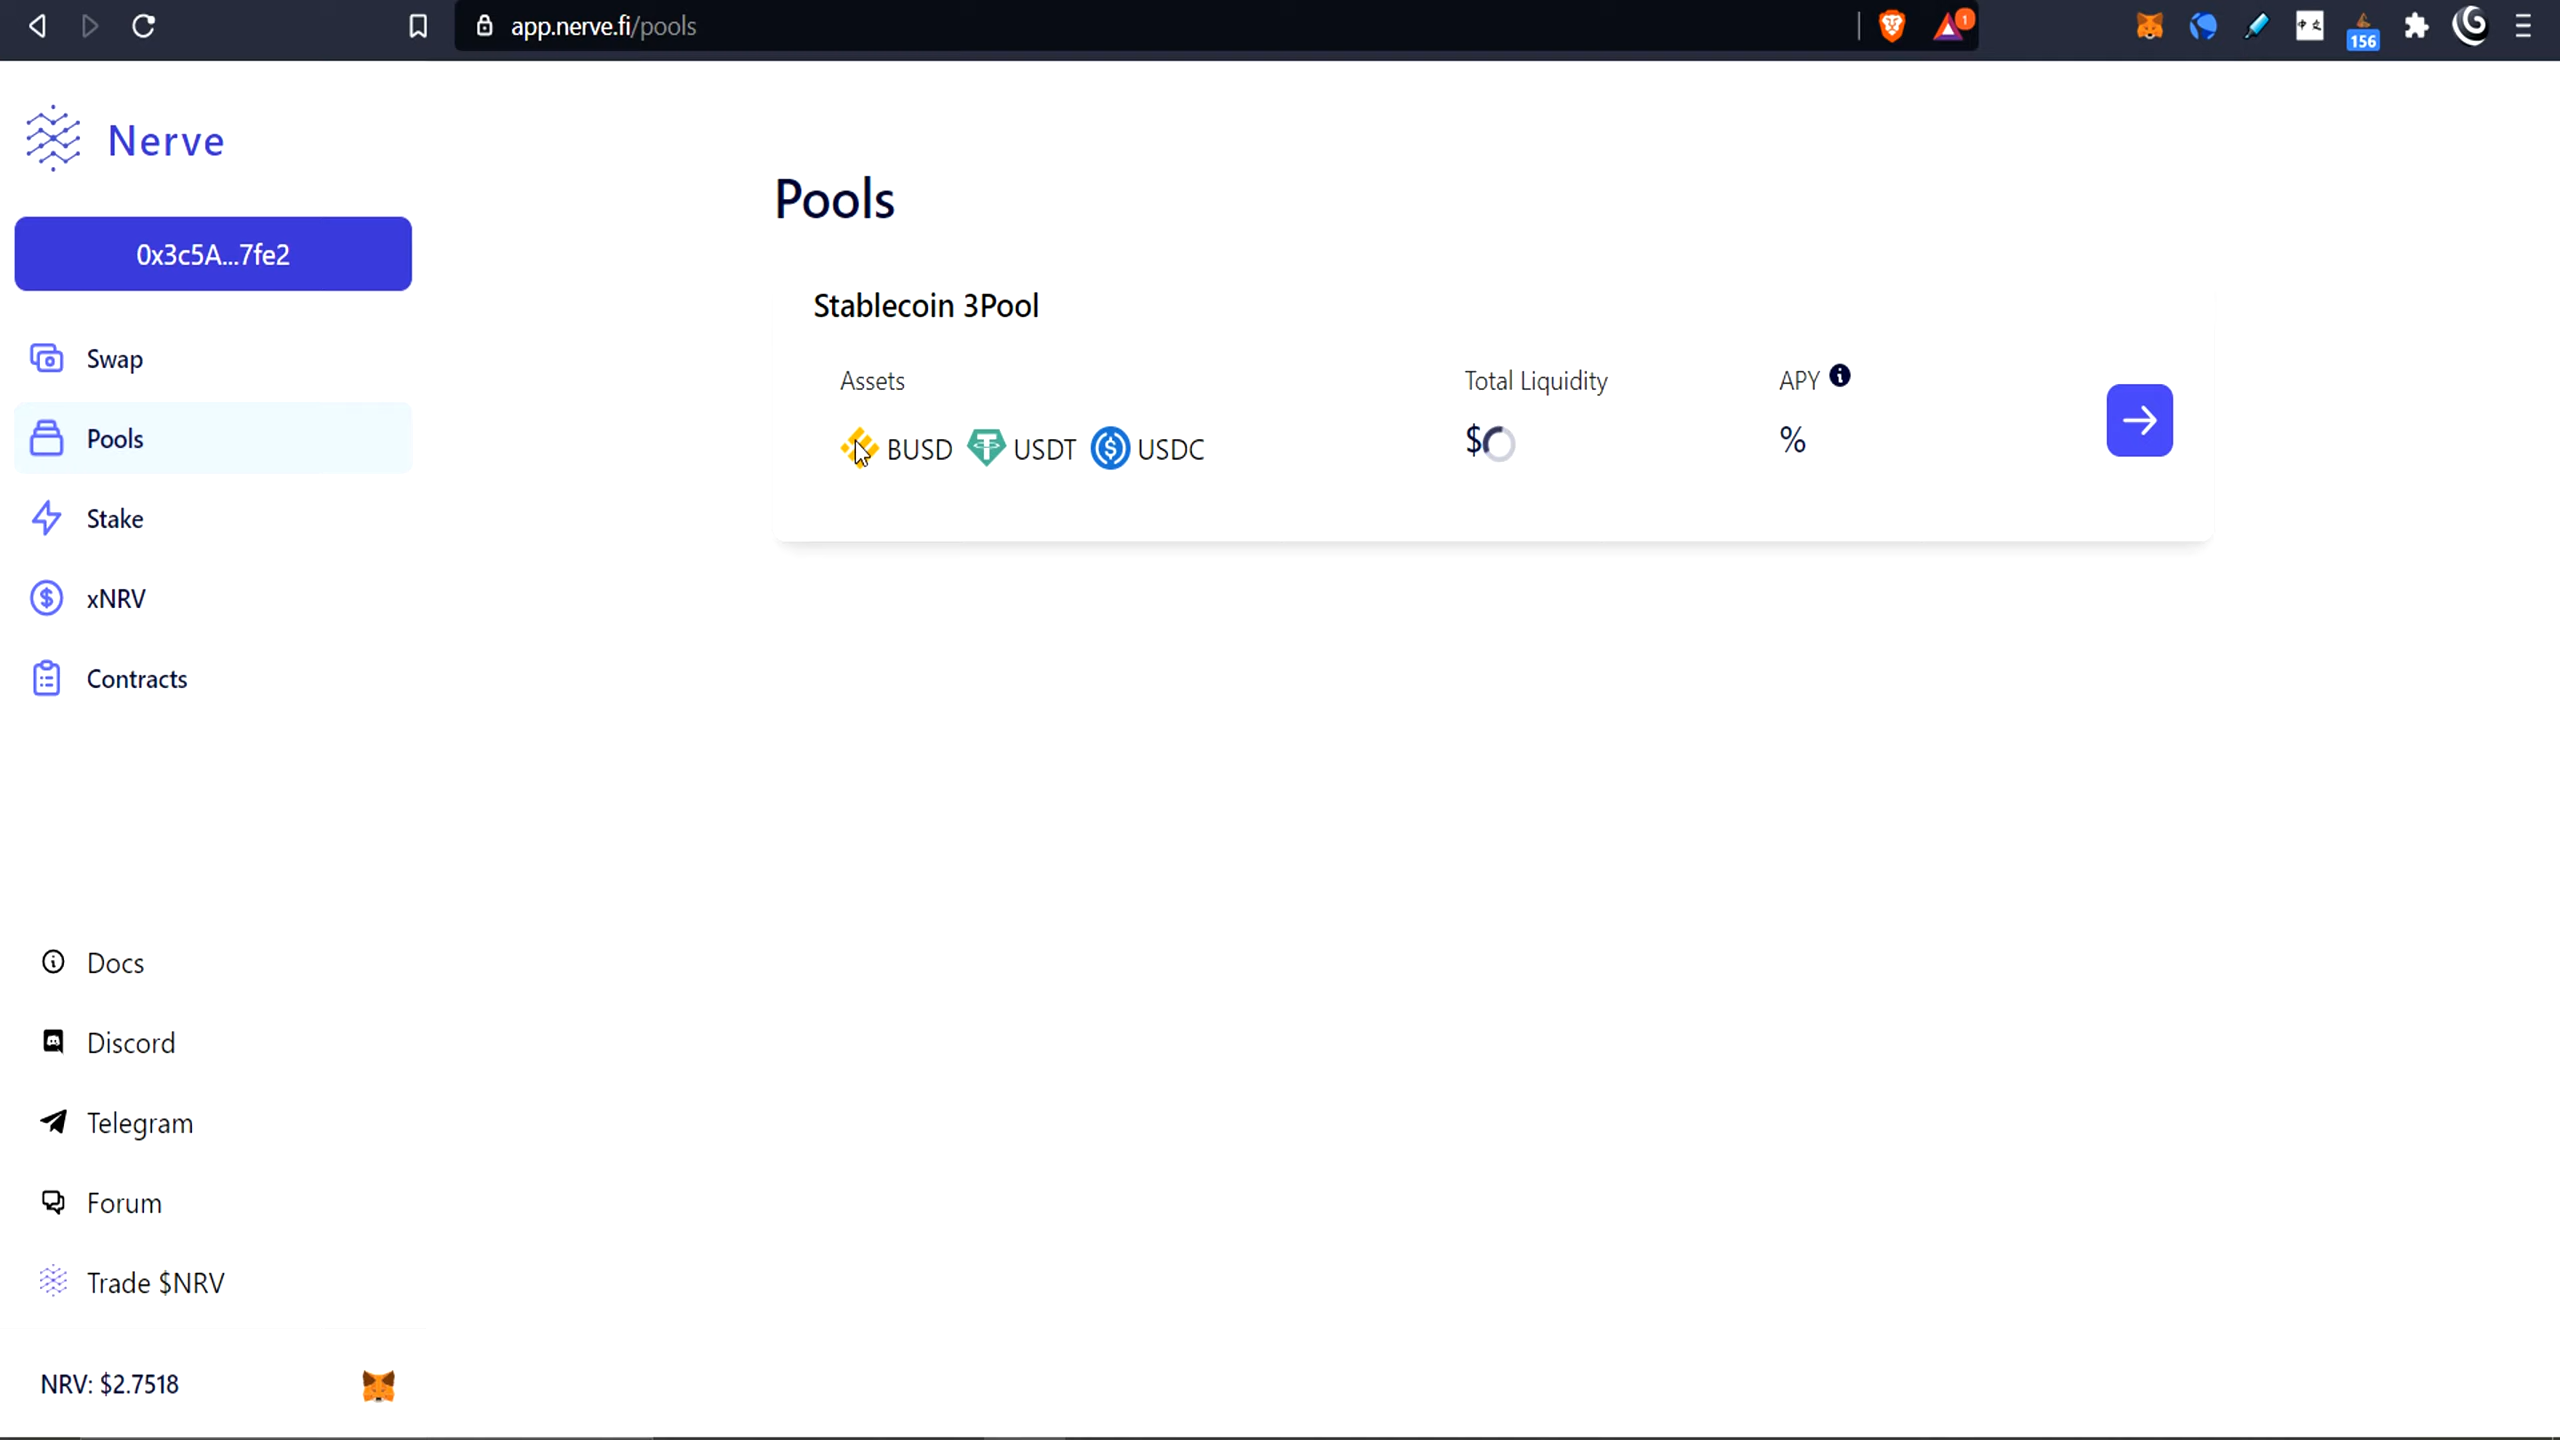 app.nerve.fi/pools
1
156
Nerve
0x3c5A...7fe2
Swap
Pools
Stake
xNRV
Contracts
Docs
Discord
Telegram
Forum
Trade $NRV
NRV: $2.7518
Pools
Stablecoin 3Pool
Assets Total Liquidity APY
BUSD USDT USDC $ %